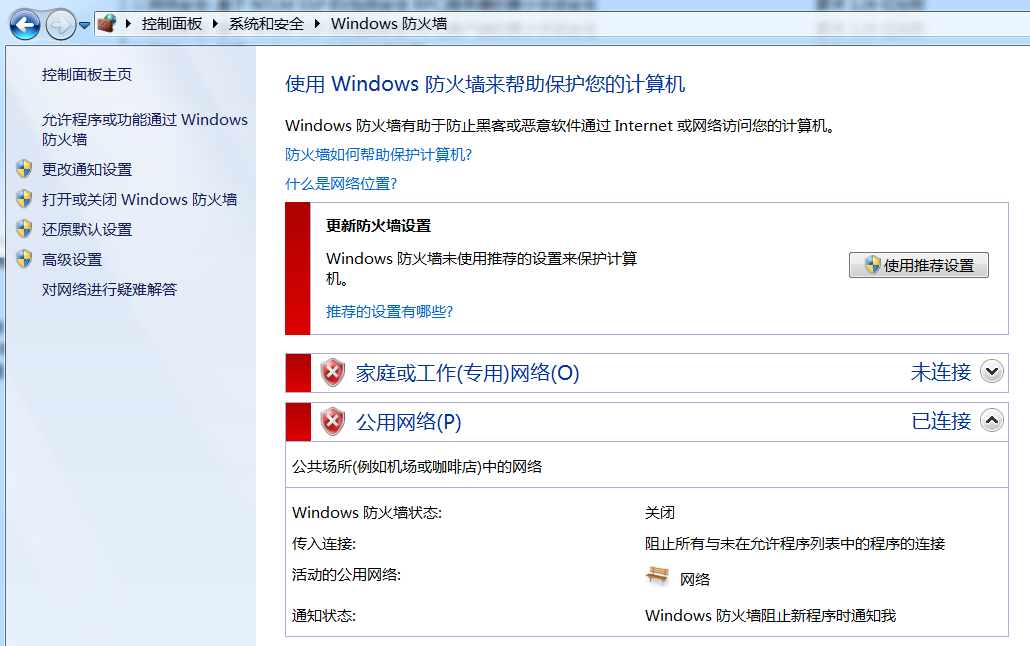 控制面板 ▸ 系统和安全 ▸ Windows 防火墙
控制面板主页
允许程序或功能通过 Windows
防火墙
更改通知设置
打开或关闭 Windows 防火墙
还原默认设置
高级设置
对网络进行疑难解答
使用 Windows 防火墙来帮助保护您的计算机
Windows 防火墙有助于防止黑客或恶意软件通过 Internet 或网络访问您的计算机。
防火墙如何帮助保护计算机?
什么是网络位置?
更新防火墙设置
Windows 防火墙未使用推荐的设置来保护计算
机。
使用推荐设置
推荐的设置有哪些?
家庭或工作(专用)网络(O) 未连接
公用网络(P) 已连接
公共场所(例如机场或咖啡店)中的网络
Windows 防火墙状态: 关闭
传入连接: 阻止所有与未在允许程序列表中的程序的连接
活动的公用网络: 网络
通知状态: Windows 防火墙阻止新程序时通知我